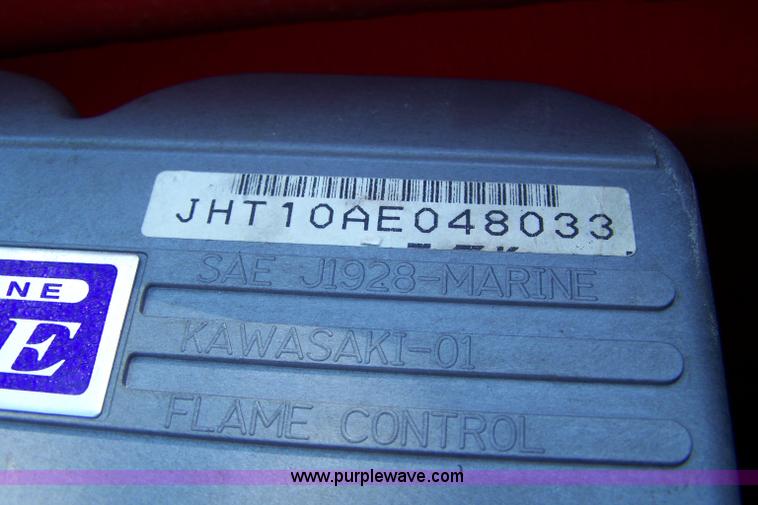 JHT10AE048033
SAE J1928-MARINE
NE
KAWASAKI-01
E
FLAME CONTROL
www.purplewave.com